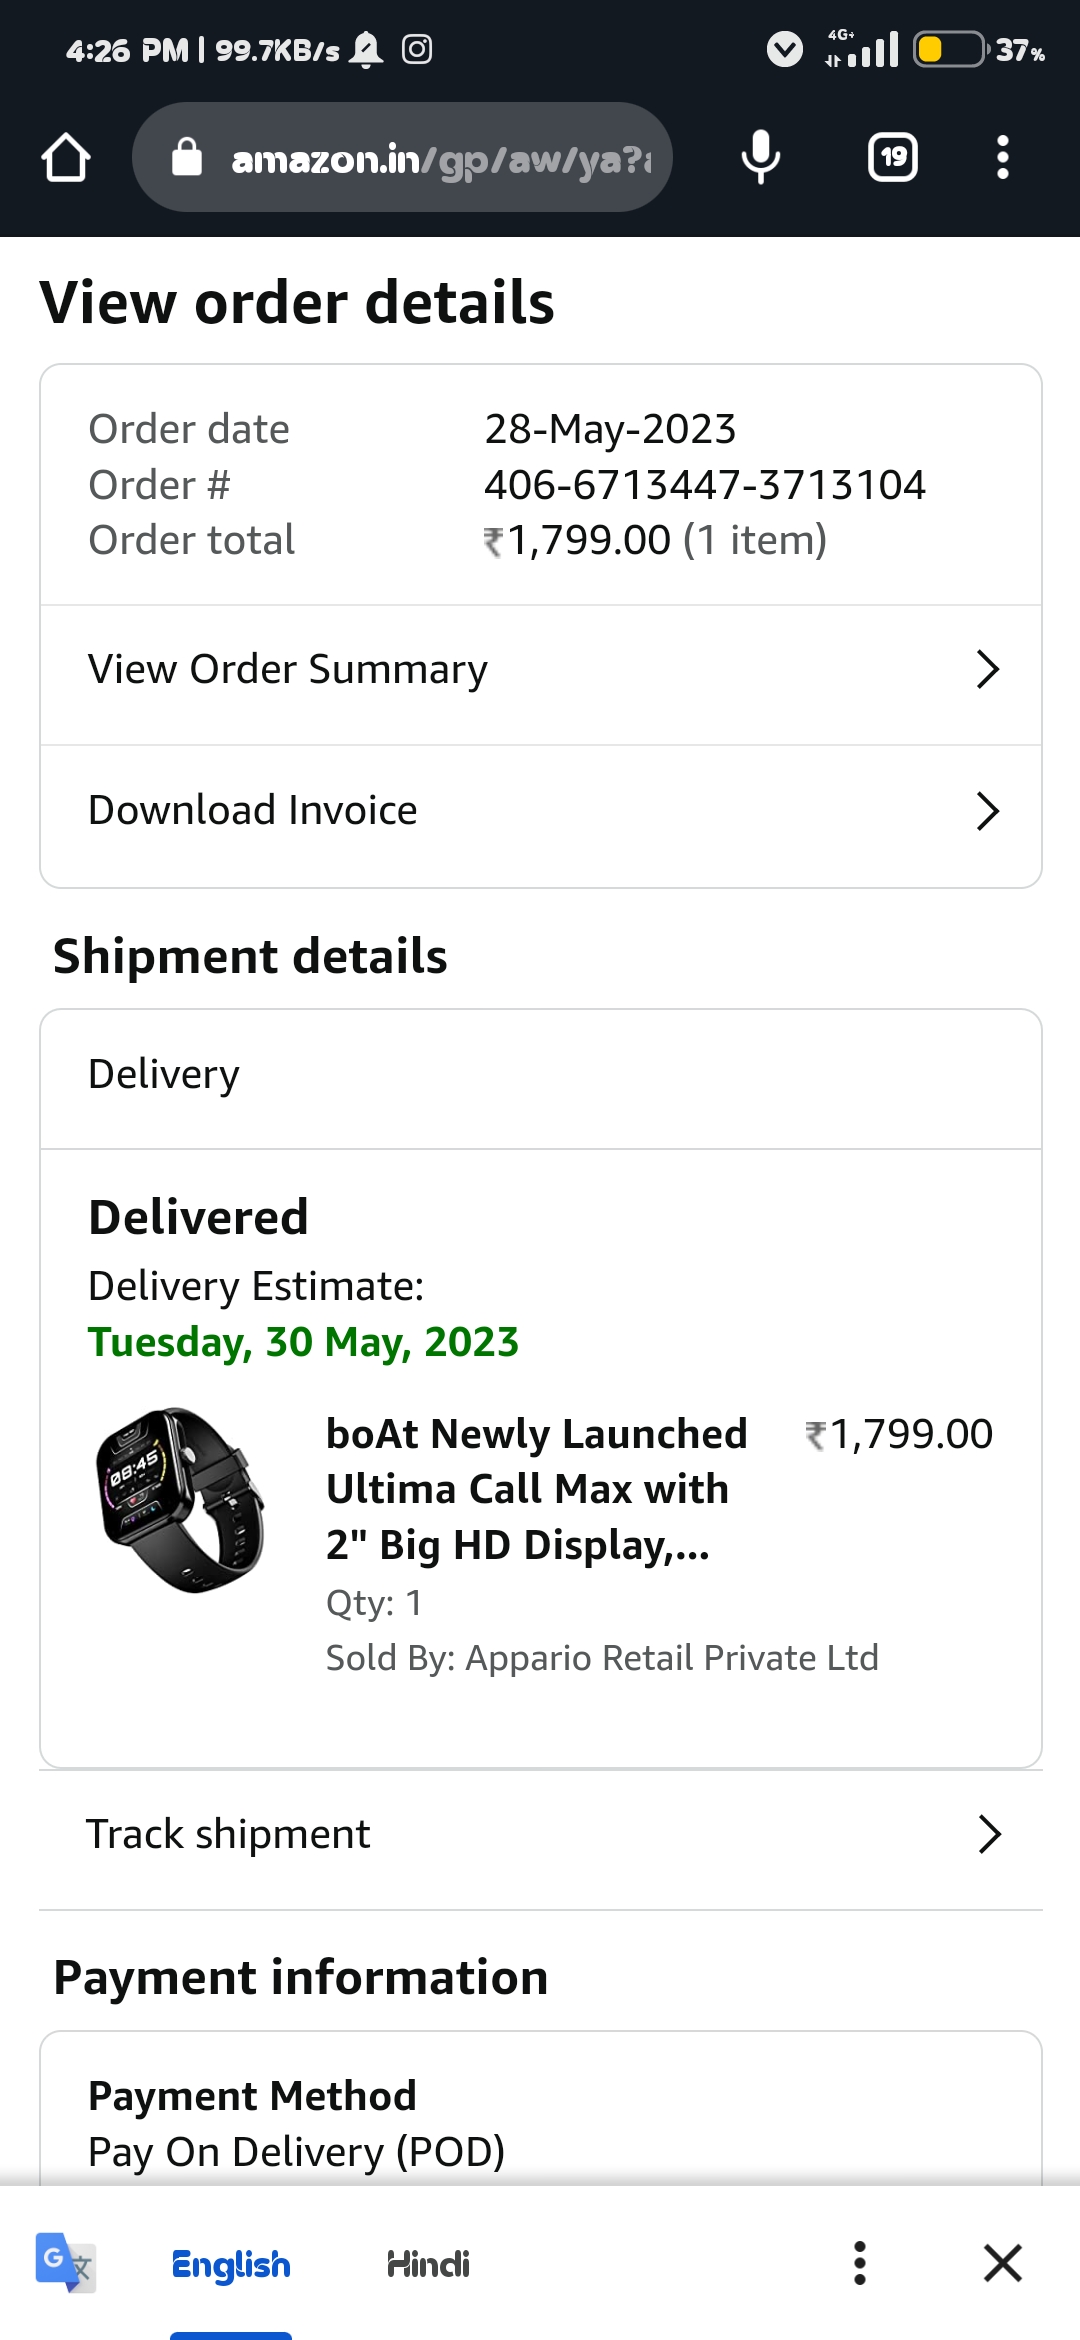 4:26 PM | 99.7KB/s
4G+
37%
amazon.in/gp/aw/ya?
19
View order details
Order date 28-May-2023
Order # 406-6713447-3713104
Order total ₹1,799.00 (1 item)
View Order Summary
Download Invoice
Shipment details
Delivery
Delivered
Delivery Estimate:
Tuesday, 30 May, 2023
08:45
boAt Newly Launched ₹1,799.00
Ultima Call Max with
2" Big HD Display,...
Qty: 1
Sold By: Appario Retail Private Ltd
Track shipment
Payment information
Payment Method
Pay On Delivery (POD)
G 文
English Hindi